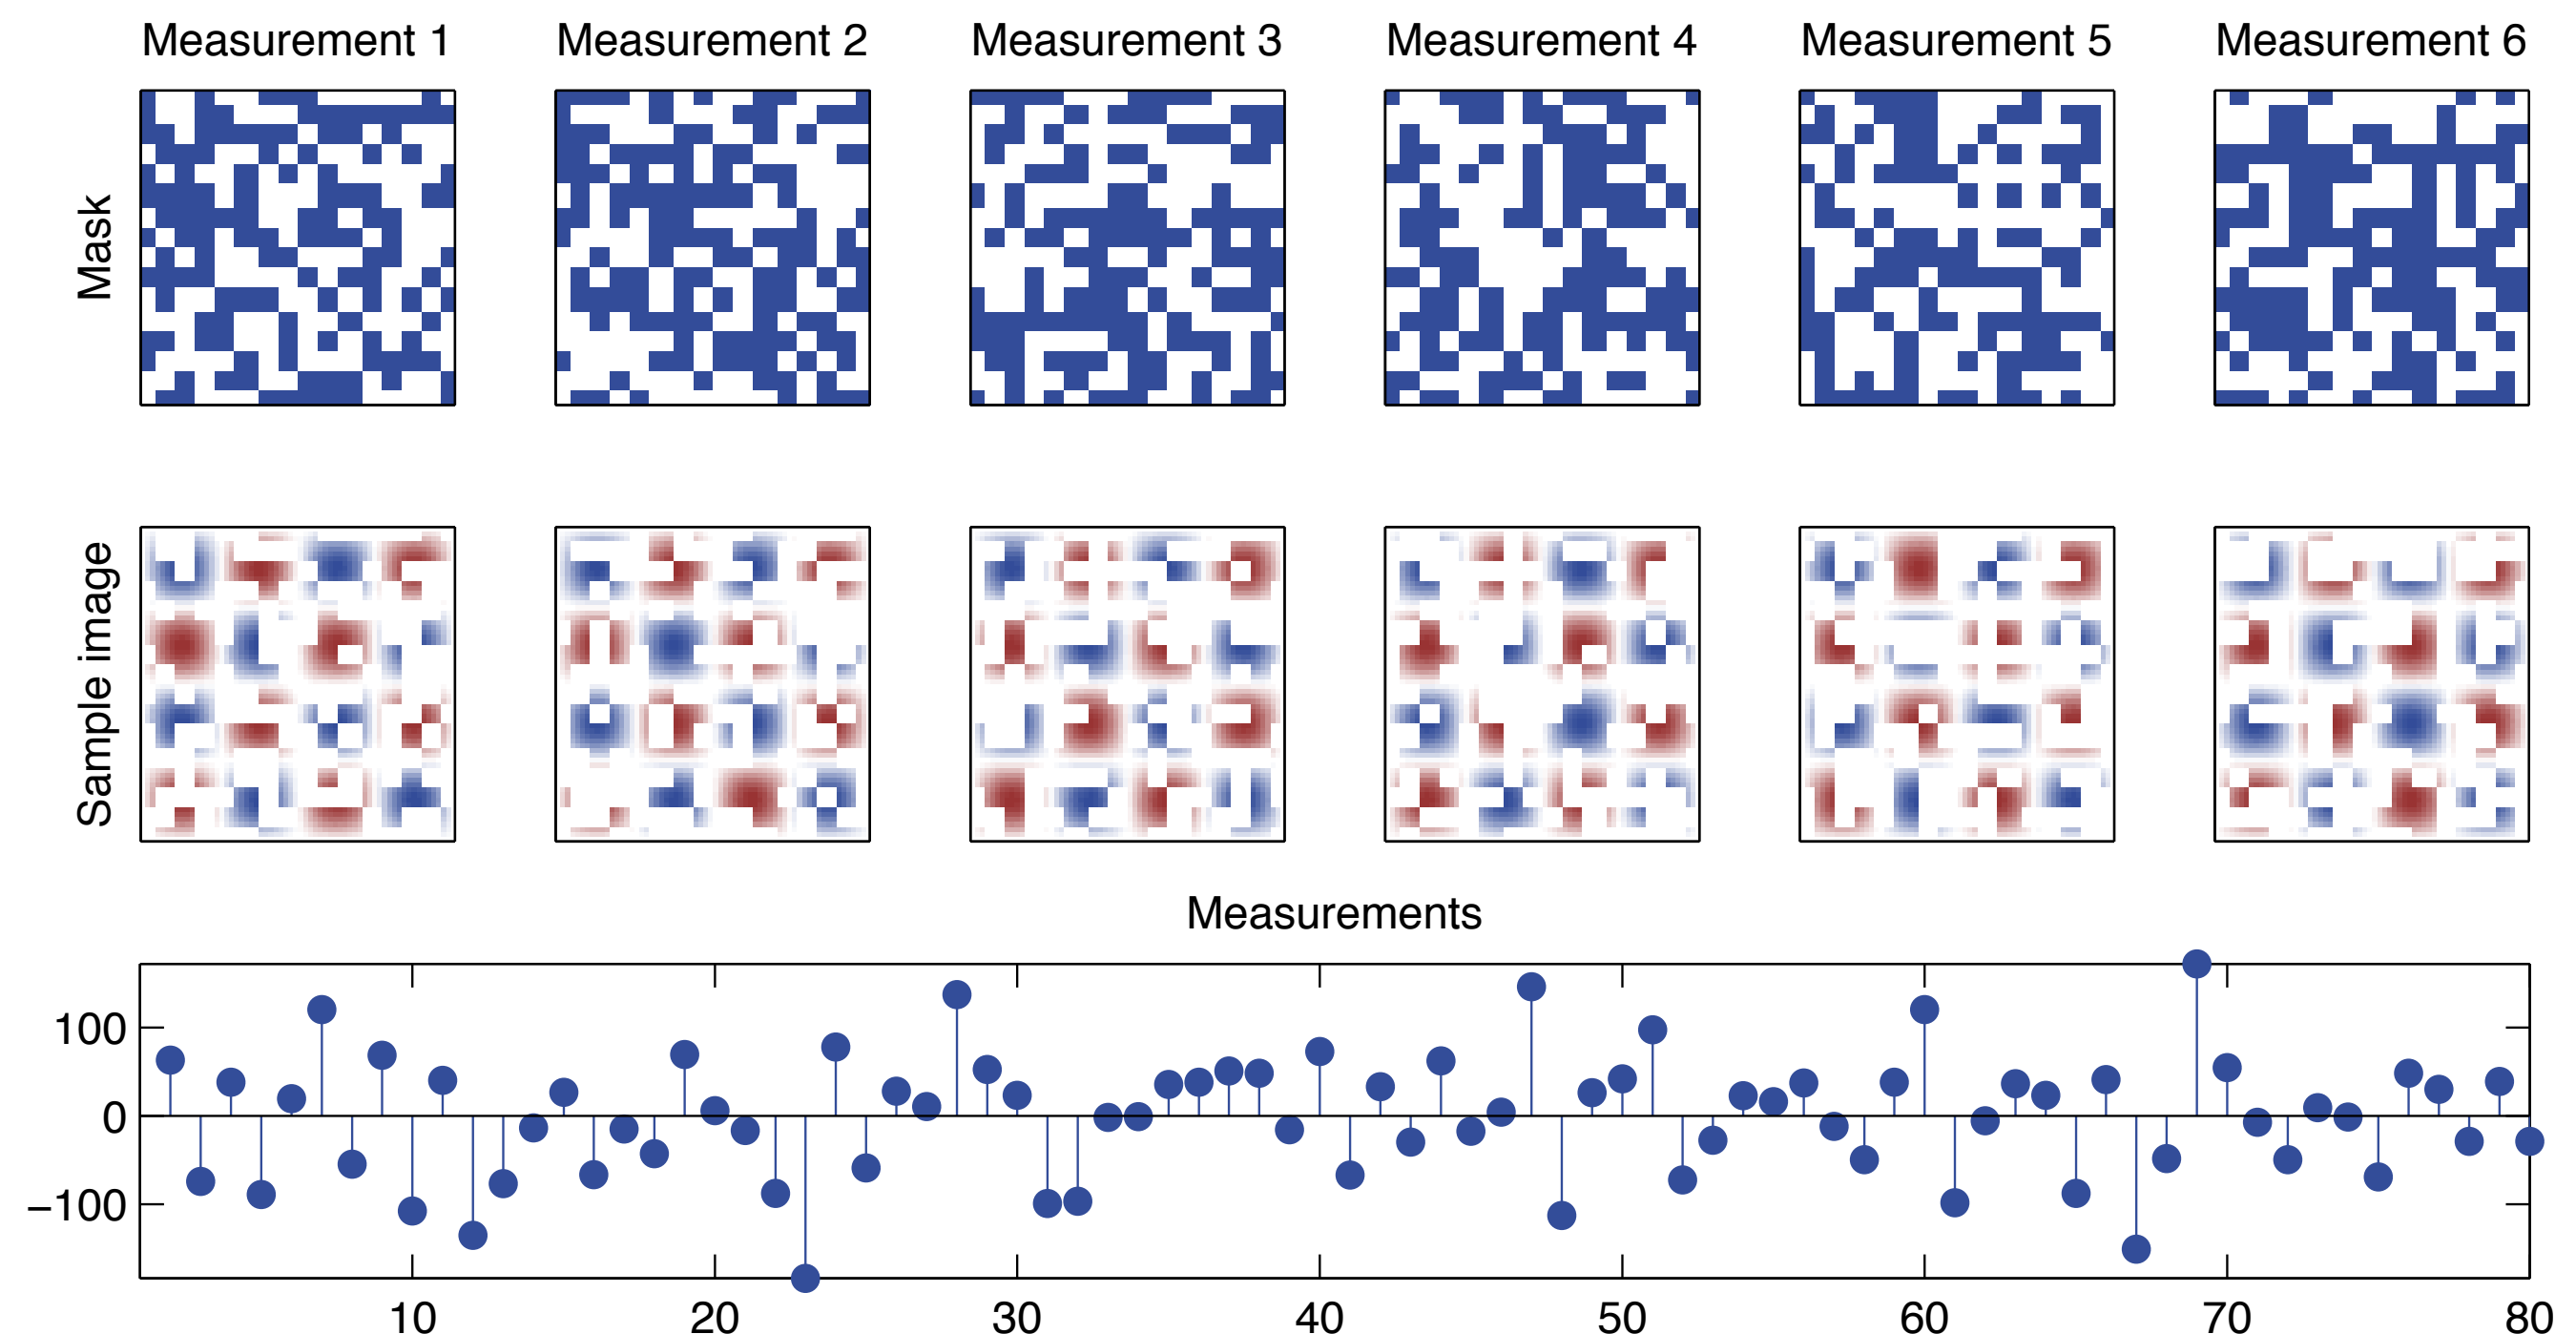 Measurement 1 Measurement 2 Measurement 3 Measurement 4 Measurement 5 Measurement 6
Mask
Sample image
Measurements
100
0
−100
10 20 30 40 50 60 70 80